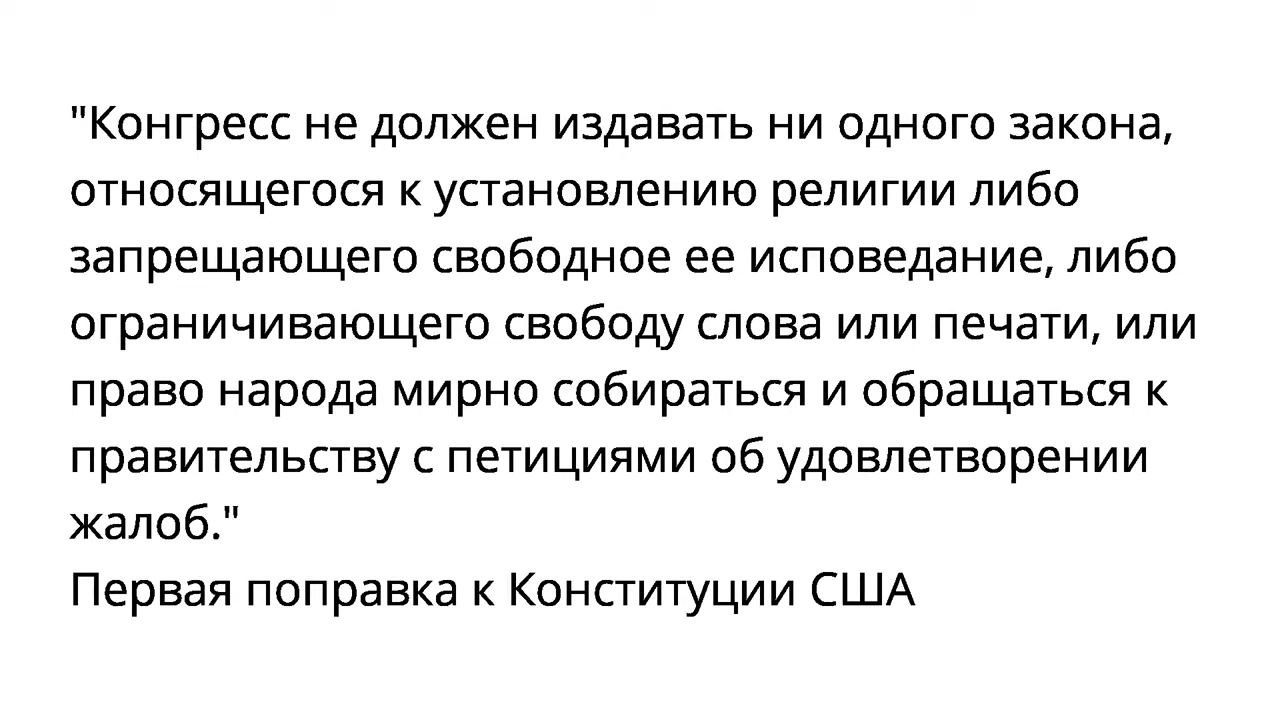 "Конгресс не должен издавать ни одного закона,
относящегося к установлению религии либо
запрещающего свободное ее исповедание, либо
ограничивающего свободу слова или печати, или
право народа мирно собираться и обращаться к
правительству с петициями об удовлетворении
жалоб."
Первая поправка к Конституции США